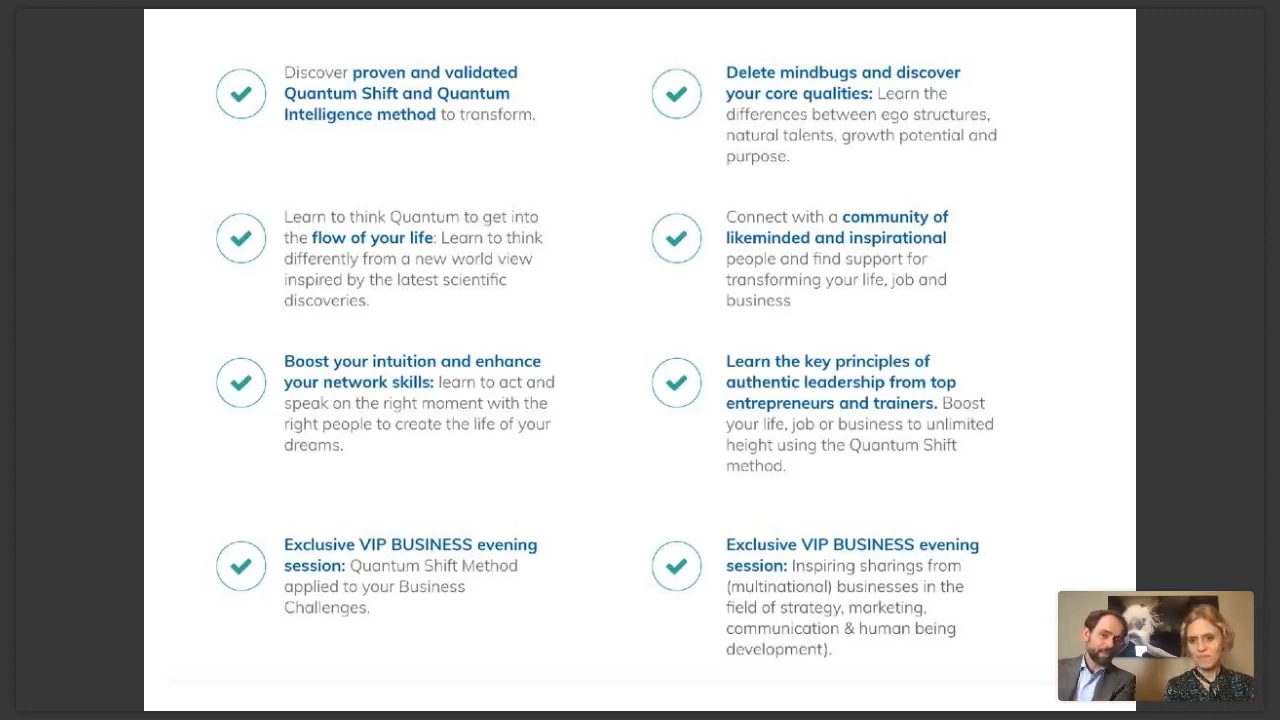 Discover proven and validated
Quantum Shift and Quantum
Intelligence method to transform.
Delete mindbugs and discover
your core qualities: Learn the
differences between ego structures,
natural talents, growth potential and
purpose.
Learn to think Quantum to get into
the flow of your life: Learn to think
differently from a new world view
inspired by the latest scientific
discoveries.
Connect with a community of
likeminded and inspirational
people and find support for
transforming your life, job and
business
Boost your intuition and enhance
your network skills: learn to act and
speak on the right moment with the
right people to create the life of your
dreams.
Learn the key principles of
authentic leadership from top
entrepreneurs and trainers. Boost
your life, job or business to unlimited
height using the Quantum Shift
method.
Exclusive VIP BUSINESS evening
session: Quantum Shift Method
applied to your Business
Challenges.
Exclusive VIP BUSINESS evening
session: Inspiring sharings from
(multinational) businesses in the
field of strategy, marketing,
communication & human being
development).